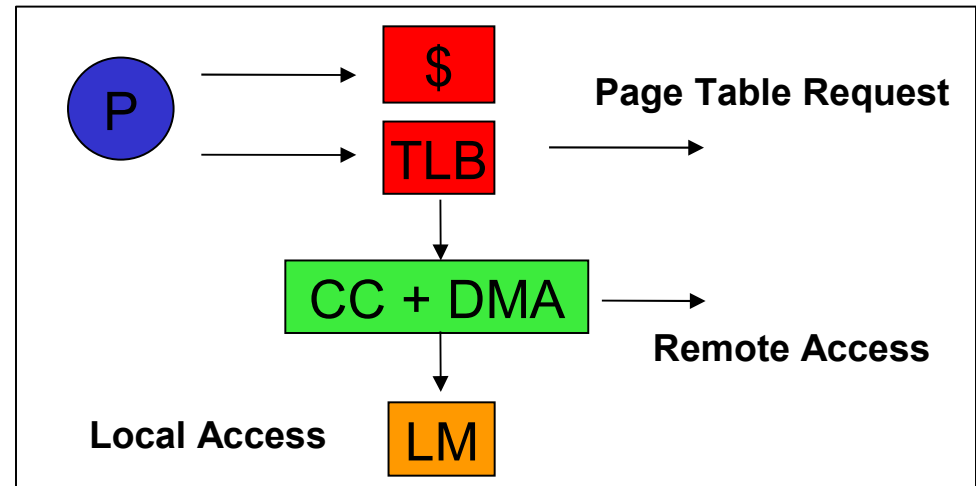 $
P
Page Table Request
TLB
CC + DMA
Remote Access
Local Access
LM